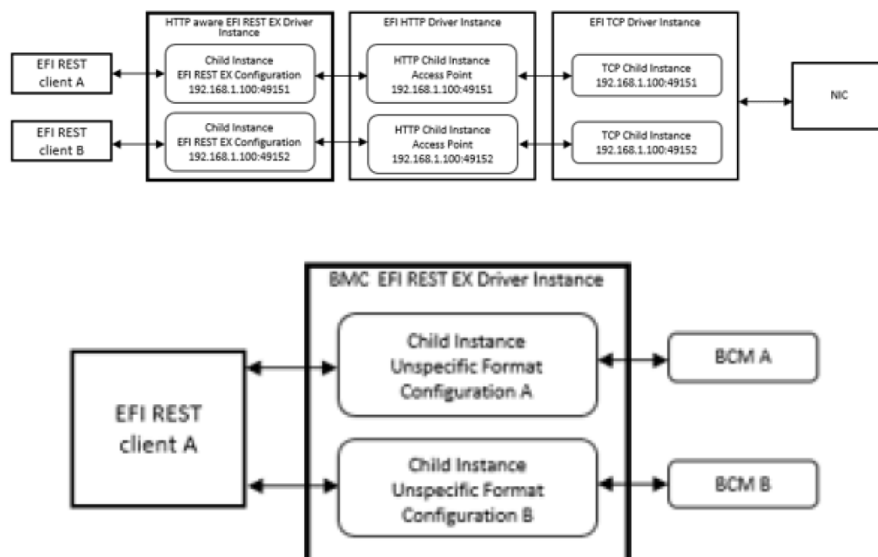 HTTP aware EFI REST EX Driver
Instance
EFI HTTP Driver Instance
EFI TCP Driver Instance
EFI REST
client A
Child Instance
EFI REST EX Configuration
192.168.1.100:49151
HTTP Child Instance
Access Point
192.168.1.100:49151
TCP Child Instance
192.168.1.100:49151
NIC
EFI REST
client B
Child Instance
EFI REST EX Configuration
192.168.1.100:49152
HTTP Child Instance
Access Point
192.168.1.100:49152
TCP Child Instance
192.168.1.100:49152
BMC EFI REST EX Driver Instance
EFI REST
client A
Child Instance
Unspecific Format
Configuration A
BCM A
Child Instance
Unspecific Format
Configuration B
BCM B